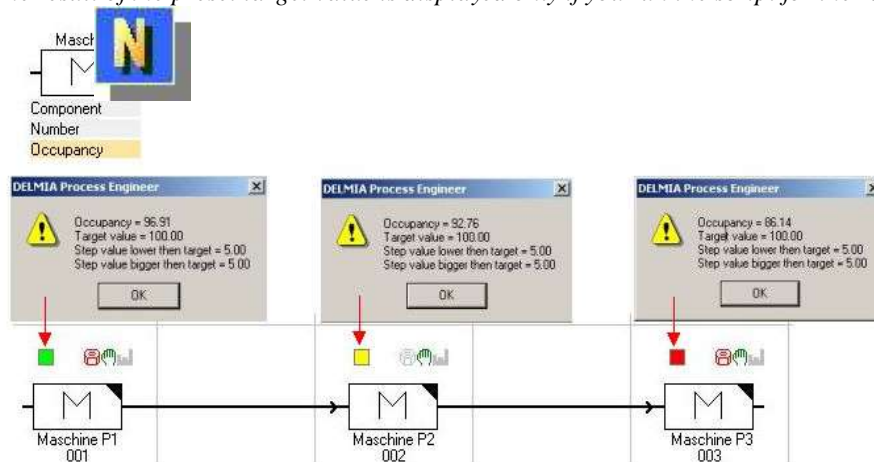 Masch
N
M
Component
Number
Occupancy
DELMIA Process Engineer
Occupancy = 96.91
Target value = 100.00
Step value lower then target = 5.00
Step value bigger then target = 5.00
OK
DELMIA Process Engineer
Occupancy = 92.76
Target value = 100.00
Step value lower then target = 5.00
Step value bigger then target = 5.00
OK
DELMIA Process Engineer
Occupancy = 86.14
Target value = 100.00
Step value lower then target = 5.00
Step value bigger then target = 5.00
OK
M
Maschine P1
001
M
Maschine P2
002
M
Maschine P3
003